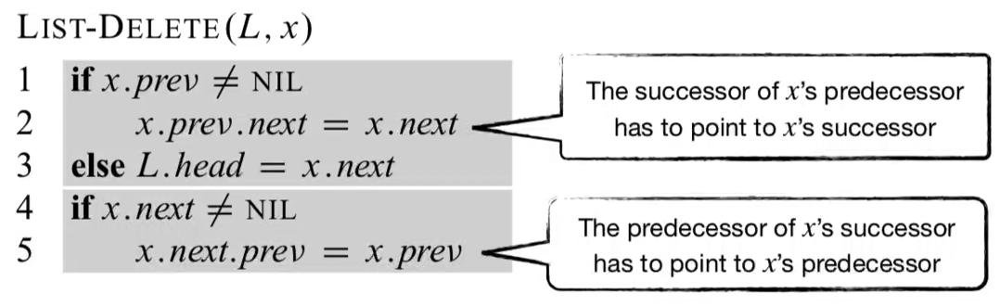 LIST-DELETE(L, x)
1 if x.prev ≠ NIL
2 x.prev.next = x.next
3 else L.head = x.next
4 if x.next ≠ NIL
5 x.next.prev = x.prev
The successor of x's predecessor
has to point to x's successor
The predecessor of x's successor
has to point to x's predecessor